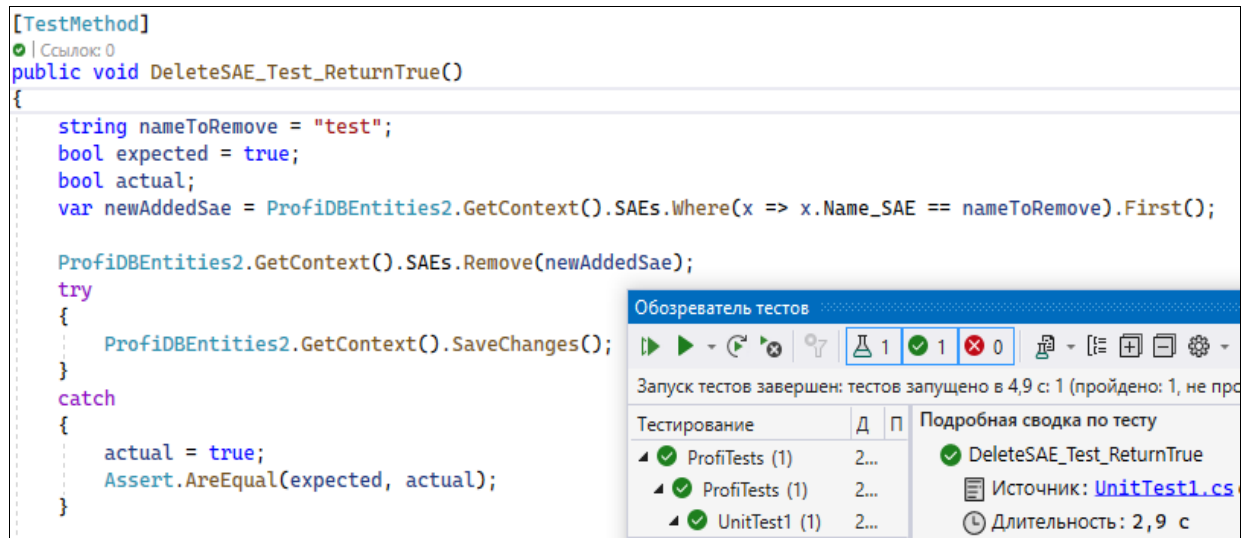 [TestMethod]
| Ссылок: 0
public void DeleteSAE_Test_ReturnTrue()
{
string nameToRemove = "test";
bool expected = true;
bool actual;
var newAddedSae = ProfiDBEntities2.GetContext().SAEs.Where(x => x.Name_SAE == nameToRemove).First();
ProfiDBEntities2.GetContext().SAEs.Remove(newAddedSae);
try
{
ProfiDBEntities2.GetContext().SaveChanges();
}
catch
{
actual = true;
Assert.AreEqual(expected, actual);
}
Обозреватель тестов
1 1 0
Запуск тестов завершен: тестов запущено в 4,9 с: 1 (пройдено: 1, не про
Тестирование Д П
ProfiTests (1) 2...
ProfiTests (1) 2...
UnitTest1 (1) 2...
Подробная сводка по тесту
DeleteSAE_Test_ReturnTrue
Источник: UnitTest1.cs
Длительность: 2,9 с